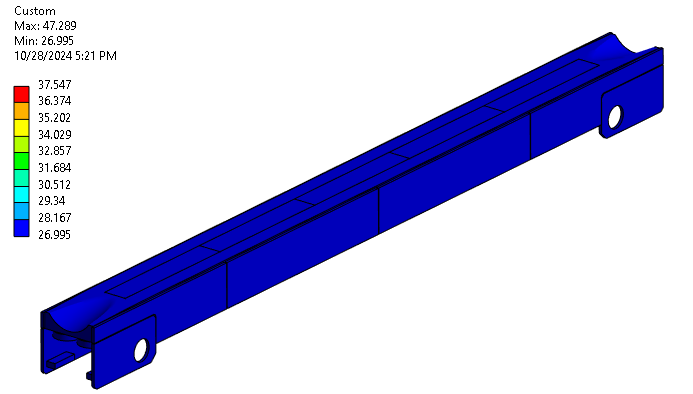 Custom
Max: 47.289
Min: 26.995
10/28/2024 5:21 PM
37.547
36.374
35.202
34.029
32.857
31.684
30.512
29.34
28.167
26.995